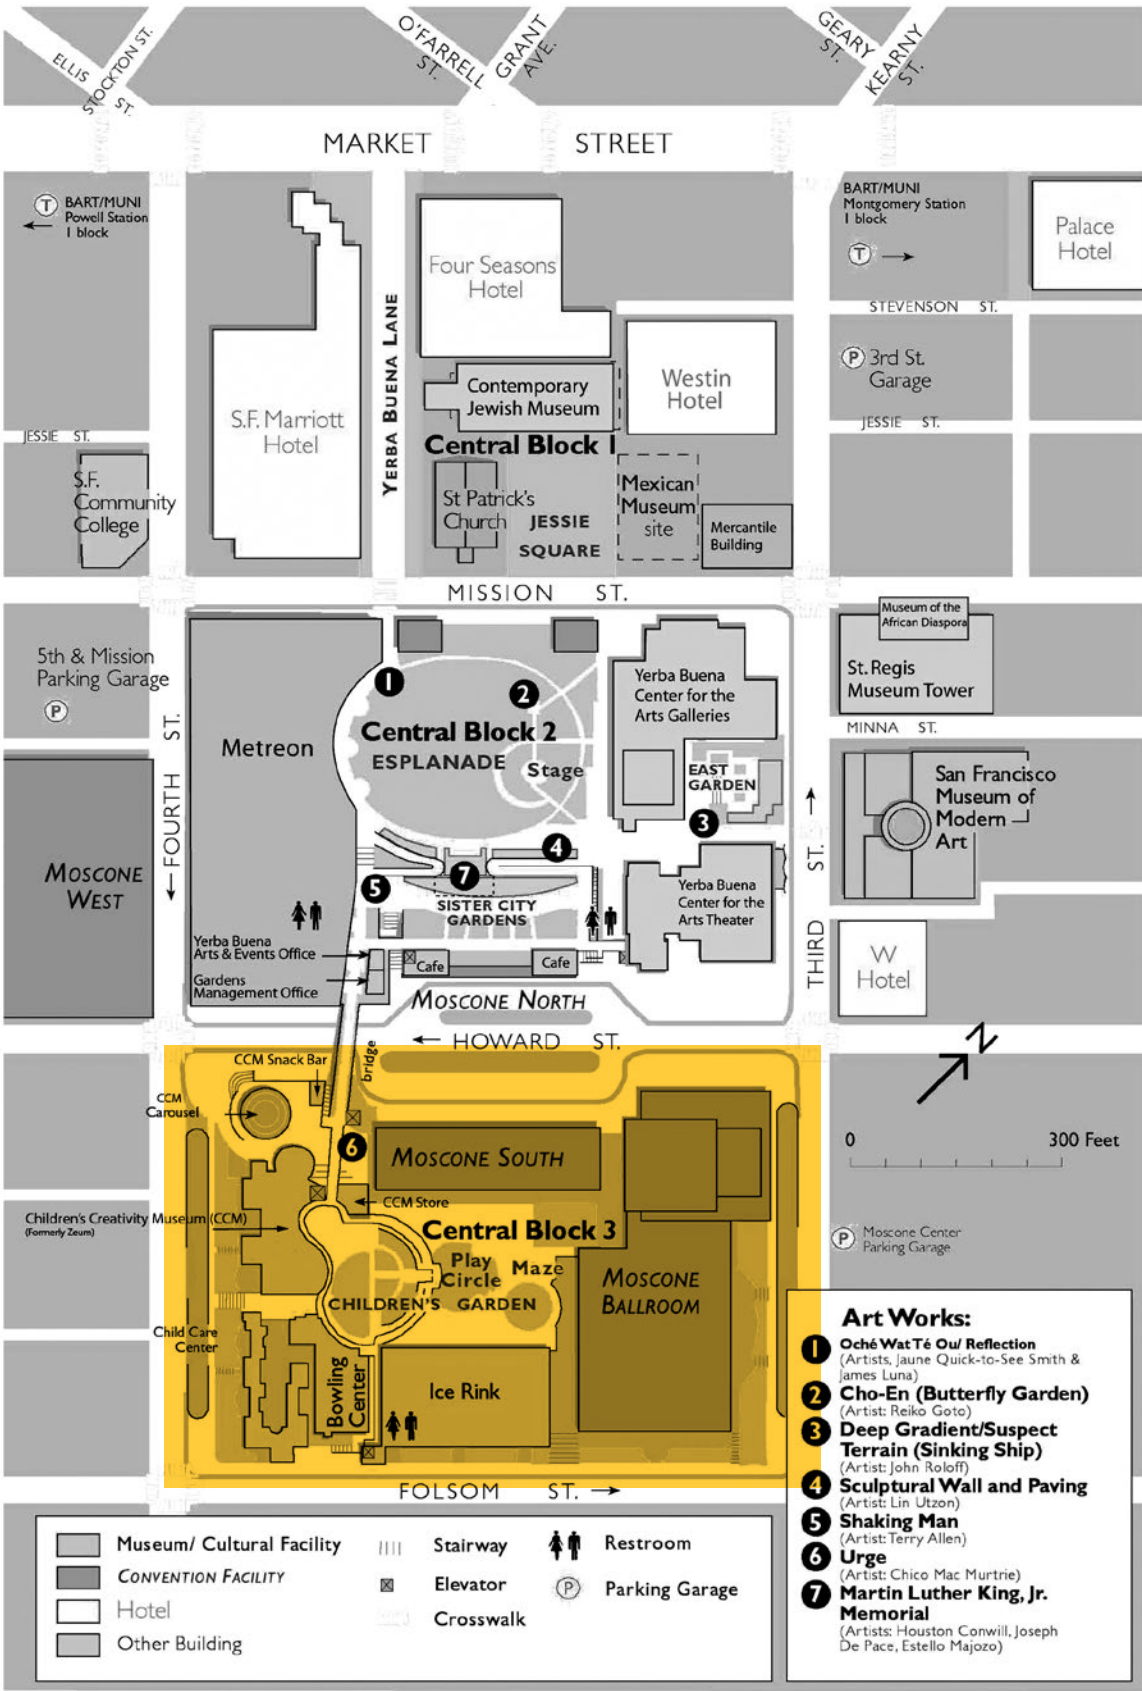 ELLIS ST.
STOCKTON ST.
O'FARRELL ST.
GRANT AVE.
GEARY ST.
KEARNY ST.
MARKET STREET
T BART/MUNI
Powell Station
1 block
BART/MUNI
Montgomery Station
1 block
T
Palace
Hotel
Four Seasons
Hotel
STEVENSON ST.
YERBA BUENA LANE
P 3rd St.
Garage
Contemporary
Jewish Museum
Westin
Hotel
S.F. Marriott
Hotel
JESSIE ST.
JESSIE ST.
Central Block 1
S.F.
Community
College
St Patrick's
Church
JESSIE
SQUARE
Mexican
Museum
site
Mercantile
Building
MISSION ST.
Museum of the
African Diaspora
5th & Mission
Parking Garage
P
St. Regis
Museum Tower
Yerba Buena
Center for the
Arts Galleries
1
2
MINNA ST.
Metreon
Central Block 2
ESPLANADE
Stage
EAST
GARDEN
San Francisco
Museum of
Modern
Art
FOURTH ST.
THIRD ST.
3
4
MOSCONE
WEST
7
5
Yerba Buena
Center for the
Arts Theater
SISTER CITY
GARDENS
Yerba Buena
Arts & Events Office
Cafe
Cafe
W
Hotel
Gardens
Management Office
MOSCONE NORTH
HOWARD ST.
N
bridge
CCM Snack Bar
CCM
Carousel
6
MOSCONE SOUTH
0 300 Feet
CCM Store
Children's Creativity Museum (CCM)
(Formerly Zeum)
Central Block 3
P Moscone Center
Parking Garage
Play
Circle
Maze
MOSCONE
BALLROOM
CHILDREN'S GARDEN
Child Care
Center
Bowling
Center
Ice Rink
FOLSOM ST.
Art Works:
1 Oché Wat Té Ou/ Reflection
(Artists, Jaune Quick-to-See Smith &
James Luna)
2 Cho-En (Butterfly Garden)
(Artist: Reiko Goto)
3 Deep Gradient/Suspect
Terrain (Sinking Ship)
(Artist: John Roloff)
4 Sculptural Wall and Paving
(Artist: Lin Utzon)
5 Shaking Man
(Artist: Terry Allen)
6 Urge
(Artist: Chico Mac Murtrie)
7 Martin Luther King, Jr.
Memorial
(Artists: Houston Conwill, Joseph
De Pace, Estello Majozo)
Museum/ Cultural Facility
CONVENTION FACILITY
Hotel
Other Building
Stairway
Elevator
Crosswalk
Restroom
P Parking Garage